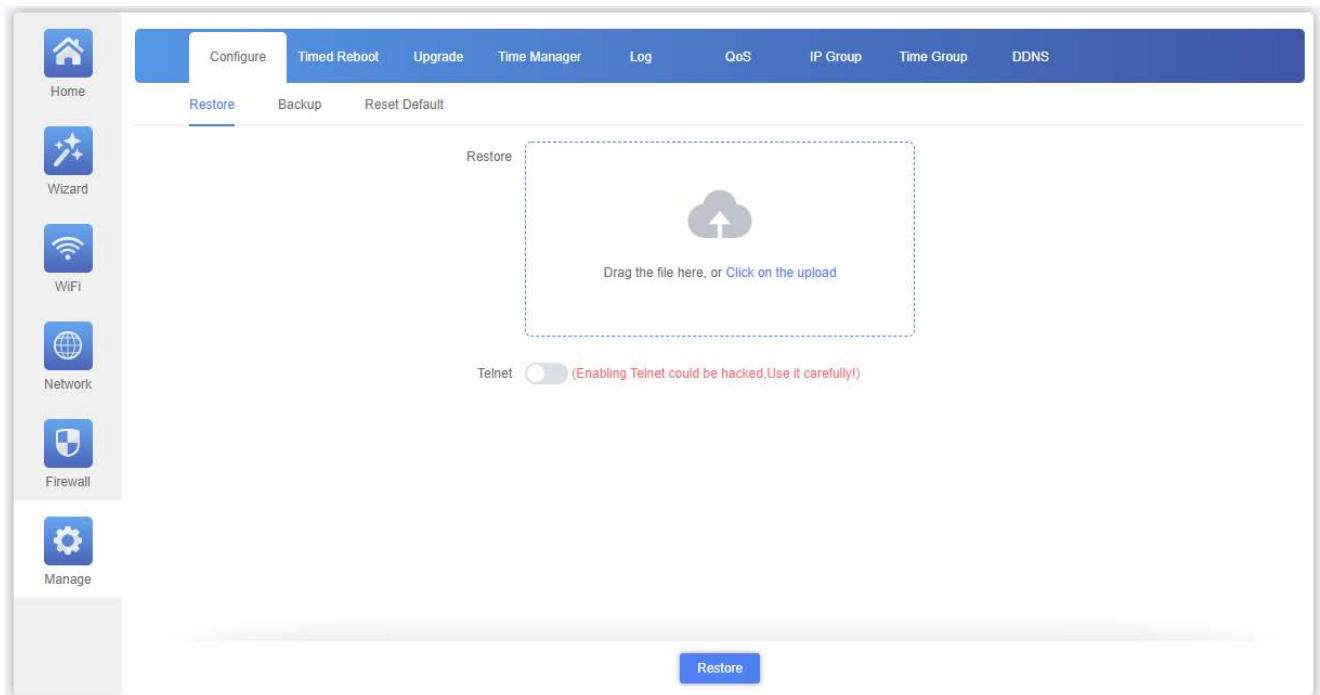 Home
Wizard
WiFi
Network
Firewall
Manage
Configure Timed Reboot Upgrade Time Manager Log QoS IP Group Time Group DDNS
Restore Backup Reset Default
Restore
Drag the file here, or Click on the upload
Telnet (Enabling Telnet could be hacked,Use it carefully!)
Restore